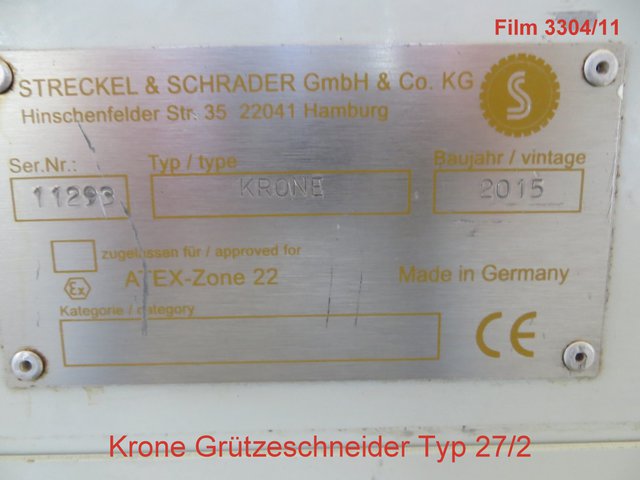 Film 3304/11
STRECKEL & SCHRADER GmbH & Co. KG
S
Hinschenfelder Str. 35 22041 Hamburg
Ser.Nr.: Typ / type Baujahr / vintage
11293 KRONE 2015
zugelassen für / approved for
Ex ATEX-Zone 22 Made in Germany
Kategorie / category
CE
Krone Grützeschneider Typ 27/2